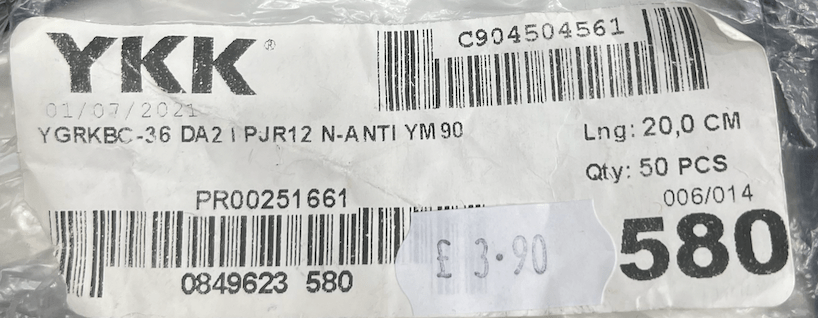 YKK®
C904504561
01/07/2021
YGRKBC-36 DA2 I PJR12 N-ANTI YM90
Lng: 20,0 CM
Qty: 50 PCS
PR00251661
006/014
580
0849623 580
£ 3·90